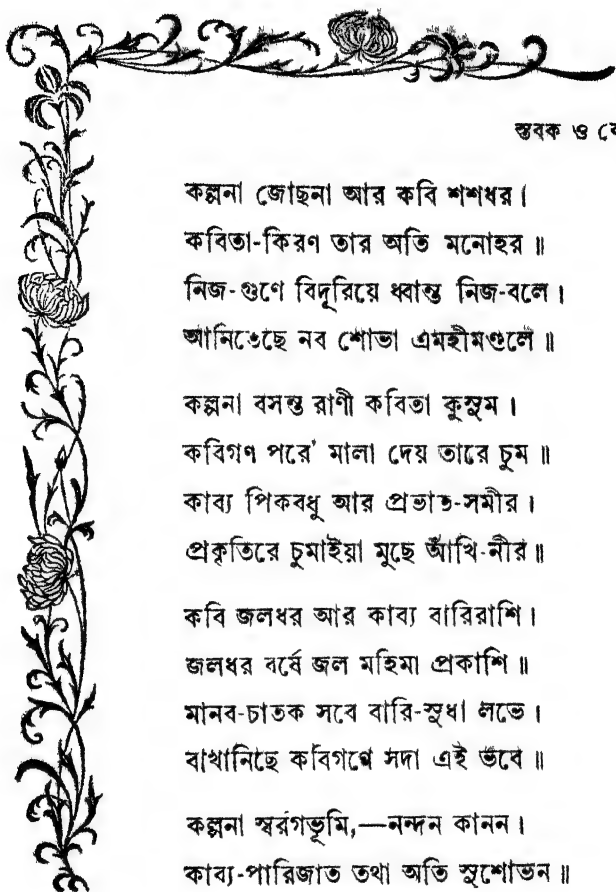 স্তবক ও
কল্পনা জোছনা আর কবি শশধর।
কবিতা-কিরণ তার অতি মনোহর॥
নিজ-গুণে বিদূরিয়ে ধ্বান্ত নিজ-বলে।
আনিতেছে নব শোভা এমহীমণ্ডলে॥
কল্পনা বসন্ত রাণী কবিতা কুসুম।
কবিগণ পরে’ মালা দেয় তারে চুম॥
কাব্য পিকবধু আর প্রভাত-সমীর।
প্রকৃতিরে চুমাইয়া মুছে আঁখি-নীর॥
কবি জলধর আর কাব্য বারিরাশি।
জলধর বর্ষে জল মহিমা প্রকাশি॥
মানব-চাতক সবে বারি-সুধা লভে।
বাখানিছে কবিগণে সদা এই ভবে॥
কল্পনা স্বরগভূমি,—নন্দন কানন।
কাব্য-পারিজাত তথা অতি সুশোভন॥